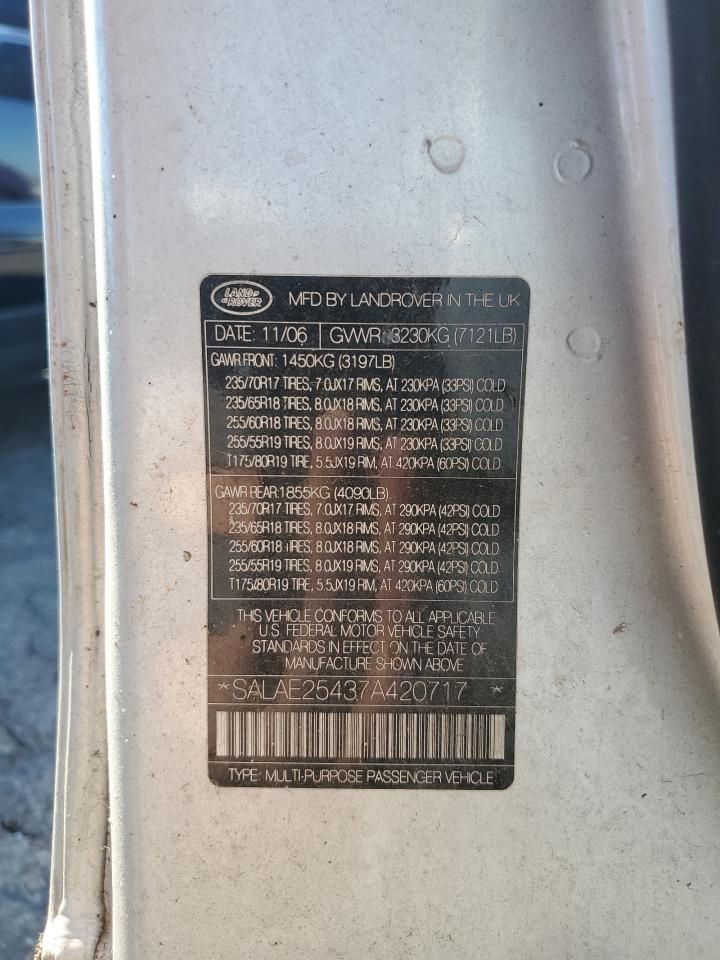 LAND ROVER
MFD BY LANDROVER IN THE UK
DATE: 11/06 GVWR: 3230KG (7121LB)
GAWR FRONT: 1450KG (3197LB)
235/70R17 TIRES, 7.0JX17 RIMS, AT 230KPA (33PSI) COLD
235/65R18 TIRES, 8.0JX18 RIMS, AT 230KPA (33PSI) COLD
255/60R18 TIRES, 8.0JX18 RIMS, AT 230KPA (33PSI) COLD
255/55R19 TIRES, 8.0JX19 RIMS, AT 230KPA (33PSI) COLD
T175/80R19 TIRE, 5.5JX19 RIM, AT 420KPA (60PSI) COLD
GAWR REAR: 1855KG (4090LB)
235/70R17 TIRES, 7.0JX17 RIMS, AT 290KPA (42PSI) COLD
235/65R18 TIRES, 8.0JX18 RIMS, AT 290KPA (42PSI) COLD
255/60R18 TIRES, 8.0JX18 RIMS, AT 290KPA (42PSI) COLD
255/55R19 TIRES, 8.0JX19 RIMS, AT 290KPA (42PSI) COLD
T175/80R19 TIRE, 5.5JX19 RIM, AT 420KPA (60PSI) COLD
THIS VEHICLE CONFORMS TO ALL APPLICABLE
U.S. FEDERAL MOTOR VEHICLE SAFETY
STANDARDS IN EFFECT ON THE DATE OF
MANUFACTURE SHOWN ABOVE
*SALAE25437A420717 *
TYPE: MULTI-PURPOSE PASSENGER VEHICLE